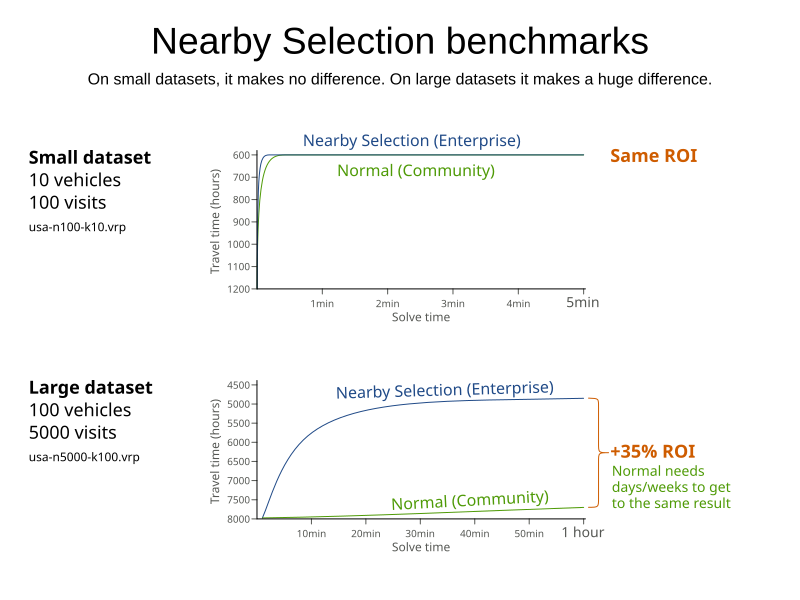 Nearby Selection benchmarks
On small datasets, it makes no difference. On large datasets it makes a huge difference.
Small dataset
10 vehicles
100 visits
usa-n100-k10.vrp
Nearby Selection (Enterprise)
Normal (Community)
Same ROI
Travel time (hours)
600
700
800
900
1000
1100
1200
1min
2min
3min
4min
5min
Solve time
Large dataset
100 vehicles
5000 visits
usa-n5000-k100.vrp
Nearby Selection (Enterprise)
Normal (Community)
+35% ROI
Normal needs
days/weeks to get
to the same result
Travel time (hours)
4500
5000
5500
6000
6500
7000
7500
8000
10min
20min
30min
40min
50min
1 hour
Solve time